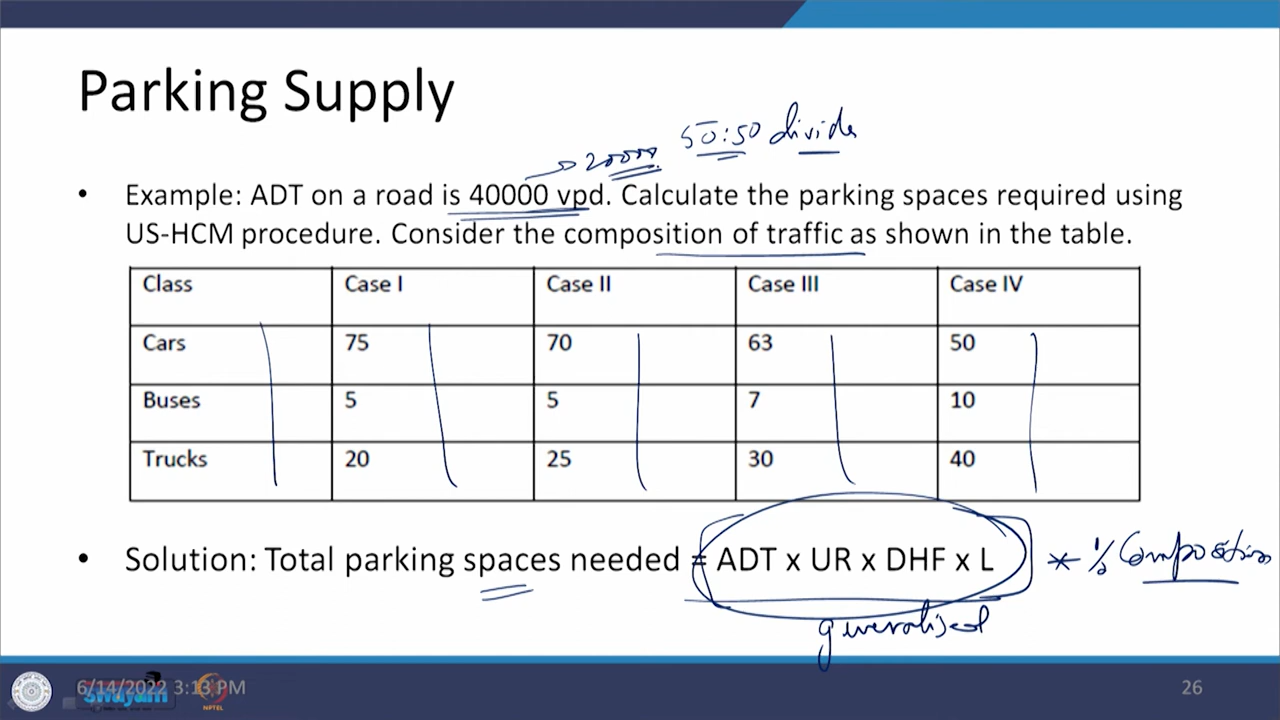 Parking Supply
50:50 divide
20000
• Example: ADT on a road is 40000 vpd. Calculate the parking spaces required using
US-HCM procedure. Consider the composition of traffic as shown in the table.
Class Case I Case II Case III Case IV
Cars 75 70 63 50
Buses 5 5 7 10
Trucks 20 25 30 40
• Solution: Total parking spaces needed = ADT x UR x DHF x L * % Composition
generalised
6/14/2022 3:13 PM
swayam
NPTEL
26